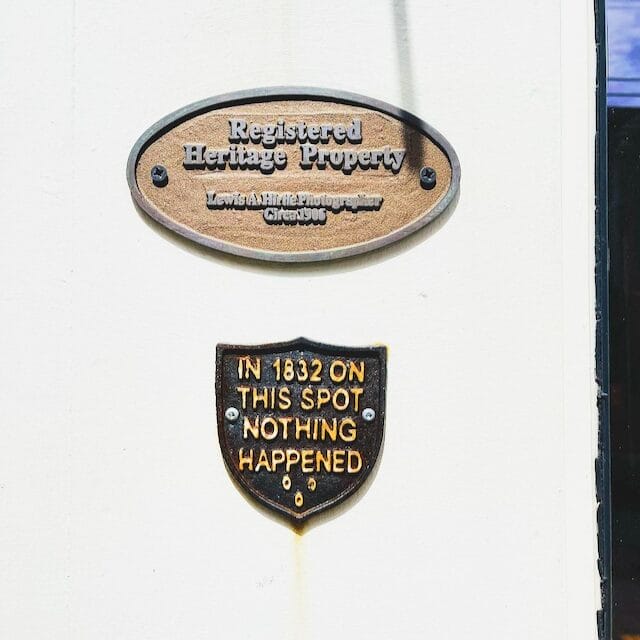 Registered
Heritage Property
Lewis A. Hirtle Photographer
Circa 1906
IN 1832 ON
THIS SPOT
NOTHING
HAPPENED